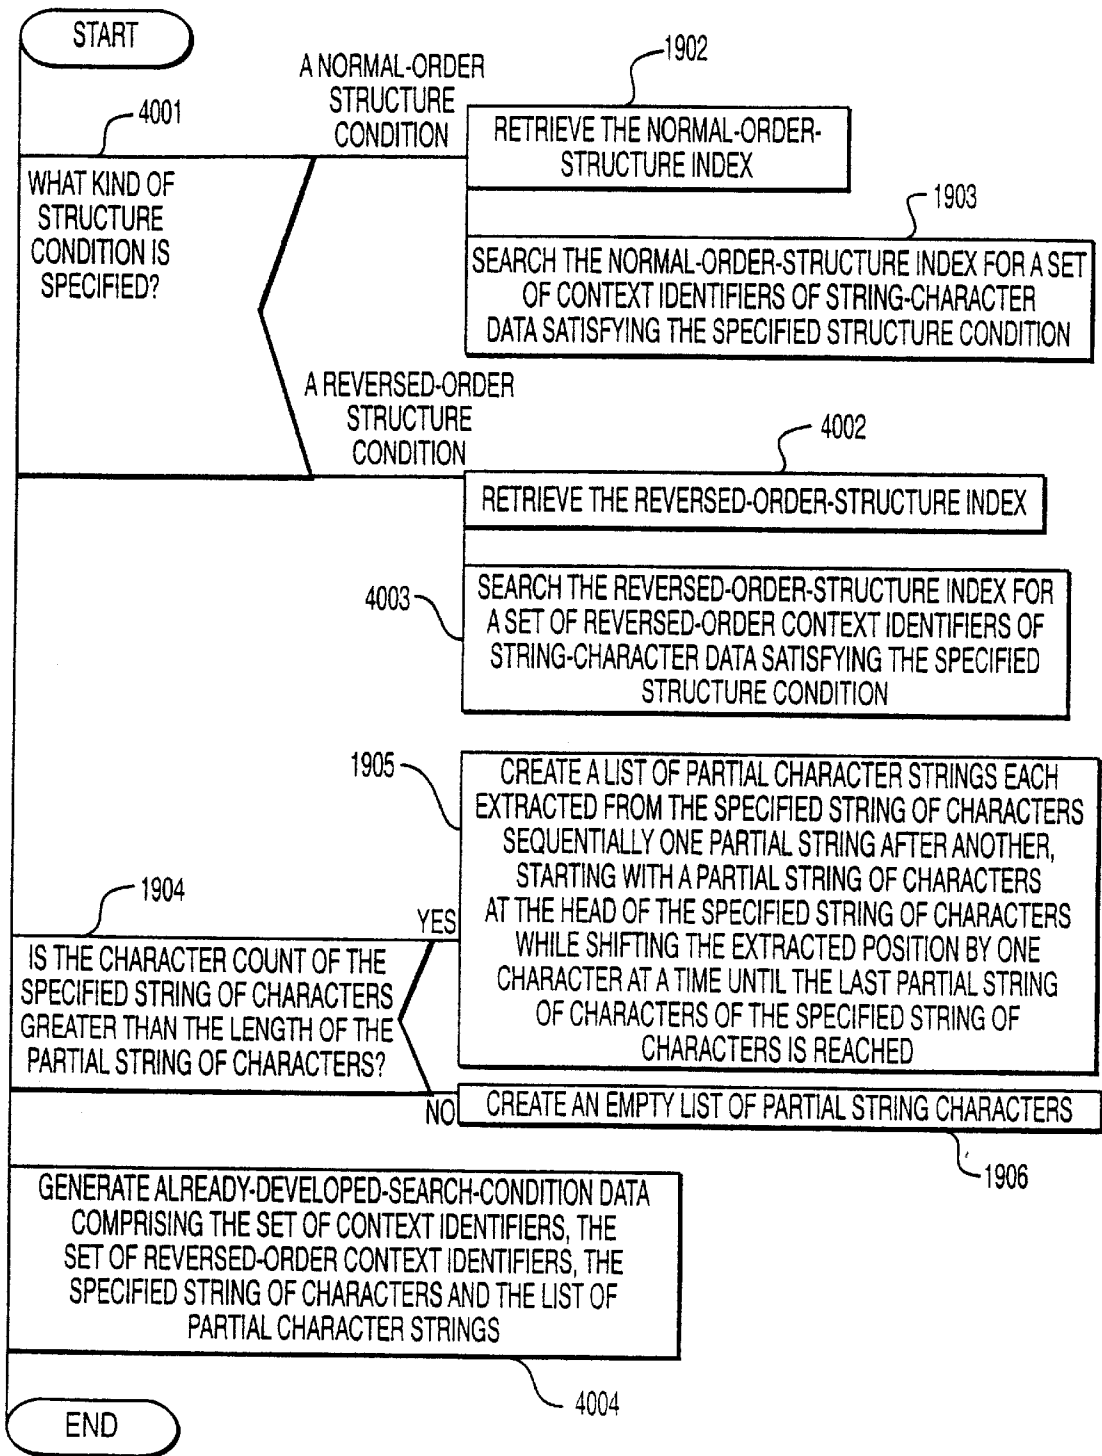 START
4001
WHAT KIND OF
STRUCTURE
CONDITION IS
SPECIFIED?
A NORMAL-ORDER
STRUCTURE
CONDITION
1902
RETRIEVE THE NORMAL-ORDER-
STRUCTURE INDEX
1903
SEARCH THE NORMAL-ORDER-STRUCTURE INDEX FOR A SET
OF CONTEXT IDENTIFIERS OF STRING-CHARACTER
DATA SATISFYING THE SPECIFIED STRUCTURE CONDITION
A REVERSED-ORDER
STRUCTURE
CONDITION
4002
RETRIEVE THE REVERSED-ORDER-STRUCTURE INDEX
4003
SEARCH THE REVERSED-ORDER-STRUCTURE INDEX FOR
A SET OF REVERSED-ORDER CONTEXT IDENTIFIERS OF
STRING-CHARACTER DATA SATISFYING THE SPECIFIED
STRUCTURE CONDITION
1904
IS THE CHARACTER COUNT OF THE
SPECIFIED STRING OF CHARACTERS
GREATER THAN THE LENGTH OF THE
PARTIAL STRING OF CHARACTERS?
YES
1905
CREATE A LIST OF PARTIAL CHARACTER STRINGS EACH
EXTRACTED FROM THE SPECIFIED STRING OF CHARACTERS
SEQUENTIALLY ONE PARTIAL STRING AFTER ANOTHER,
STARTING WITH A PARTIAL STRING OF CHARACTERS
AT THE HEAD OF THE SPECIFIED STRING OF CHARACTERS
WHILE SHIFTING THE EXTRACTED POSITION BY ONE
CHARACTER AT A TIME UNTIL THE LAST PARTIAL STRING
OF CHARACTERS OF THE SPECIFIED STRING OF
CHARACTERS IS REACHED
NO
CREATE AN EMPTY LIST OF PARTIAL STRING CHARACTERS
1906
GENERATE ALREADY-DEVELOPED-SEARCH-CONDITION DATA
COMPRISING THE SET OF CONTEXT IDENTIFIERS, THE
SET OF REVERSED-ORDER CONTEXT IDENTIFIERS, THE
SPECIFIED STRING OF CHARACTERS AND THE LIST OF
PARTIAL CHARACTER STRINGS
4004
END